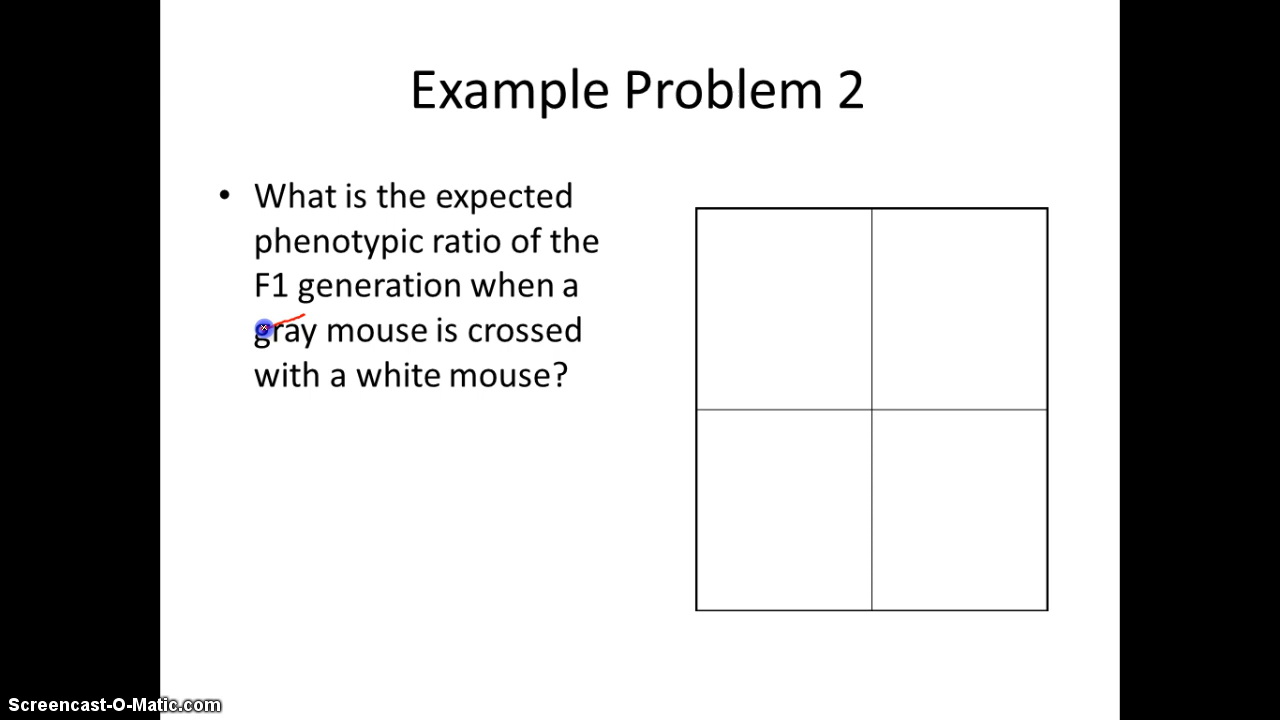 Example Problem 2
• What is the expected
phenotypic ratio of the
F1 generation when a
gray mouse is crossed
with a white mouse?
Screencast-O-Matic.com